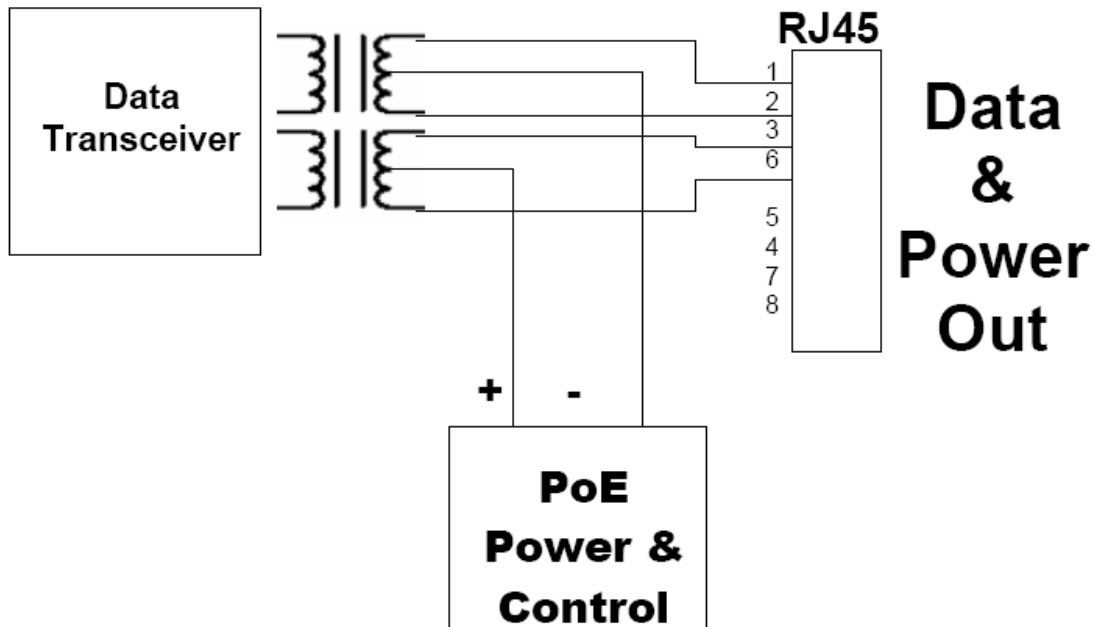 Data
Transceiver
RJ45
1
2
3
6
5
4
7
8
Data
&
Power
Out
+ -
PoE
Power &
Control